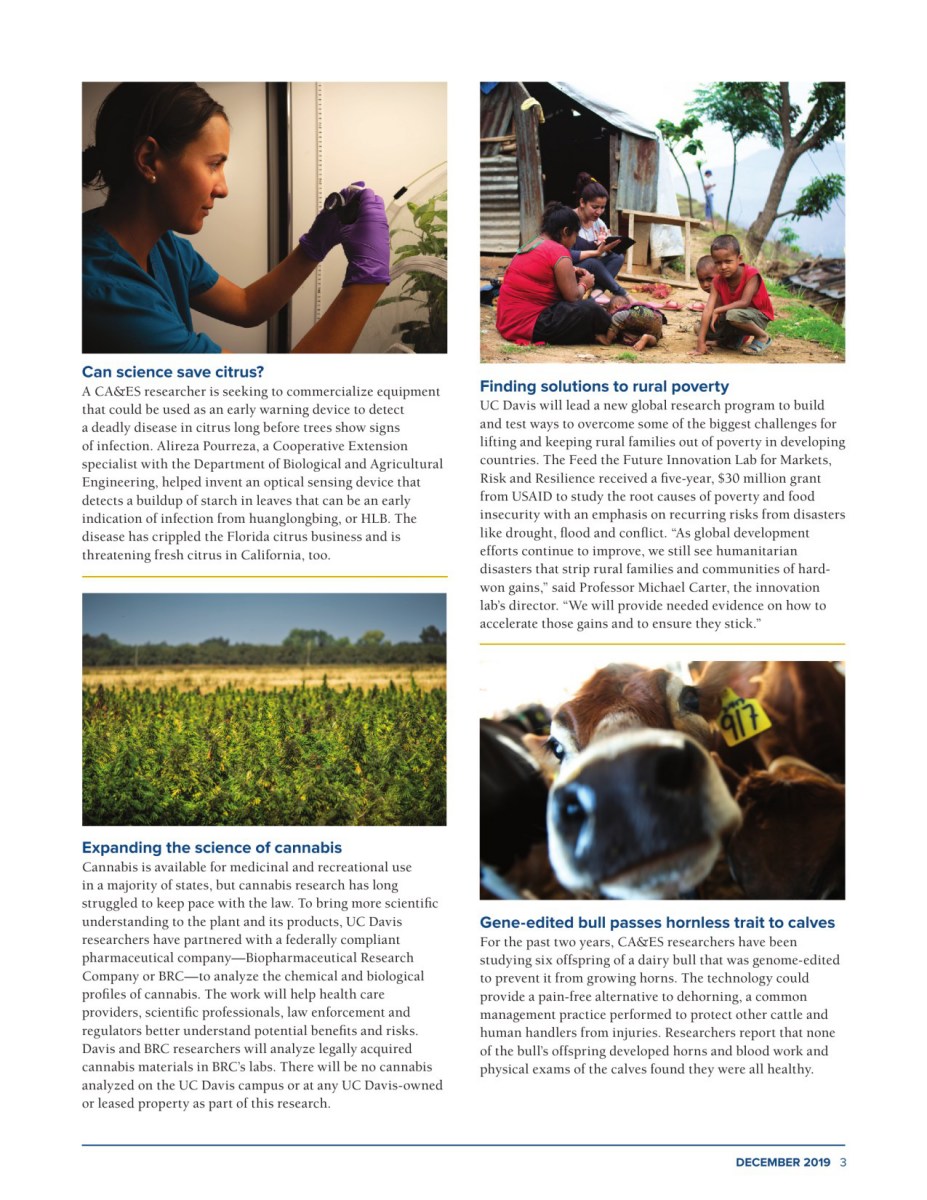 Can science save citrus?
A CA&ES researcher is seeking to commercialize equipment
that could be used as an early warning device to detect
a deadly disease in citrus long before trees show signs
of infection. Alireza Pourreza, a Cooperative Extension
specialist with the Department of Biological and Agricultural
Engineering, helped invent an optical sensing device that
detects a buildup of starch in leaves that can be an early
indication of infection from huanglongbing, or HLB. The
disease has crippled the Florida citrus business and is
threatening fresh citrus in California, too.
Expanding the science of cannabis
Cannabis is available for medicinal and recreational use
in a majority of states, but cannabis research has long
struggled to keep pace with the law. To bring more scientific
understanding to the plant and its products, UC Davis
researchers have partnered with a federally compliant
pharmaceutical company—Biopharmaceutical Research
Company or BRC—to analyze the chemical and biological
profiles of cannabis. The work will help health care
providers, scientific professionals, law enforcement and
regulators better understand potential benefits and risks.
Davis and BRC researchers will analyze legally acquired
cannabis materials in BRC's labs. There will be no cannabis
analyzed on the UC Davis campus or at any UC Davis-owned
or leased property as part of this research.
Finding solutions to rural poverty
UC Davis will lead a new global research program to build
and test ways to overcome some of the biggest challenges for
lifting and keeping rural families out of poverty in developing
countries. The Feed the Future Innovation Lab for Markets,
Risk and Resilience received a five-year, $30 million grant
from USAID to study the root causes of poverty and food
insecurity with an emphasis on recurring risks from disasters
like drought, flood and conflict. “As global development
efforts continue to improve, we still see humanitarian
disasters that strip rural families and communities of hard-
won gains,” said Professor Michael Carter, the innovation
lab's director. “We will provide needed evidence on how to
accelerate those gains and to ensure they stick.”
917
Gene-edited bull passes hornless trait to calves
For the past two years, CA&ES researchers have been
studying six offspring of a dairy bull that was genome-edited
to prevent it from growing horns. The technology could
provide a pain-free alternative to dehorning, a common
management practice performed to protect other cattle and
human handlers from injuries. Researchers report that none
of the bull's offspring developed horns and blood work and
physical exams of the calves found they were all healthy.
DECEMBER 2019 3